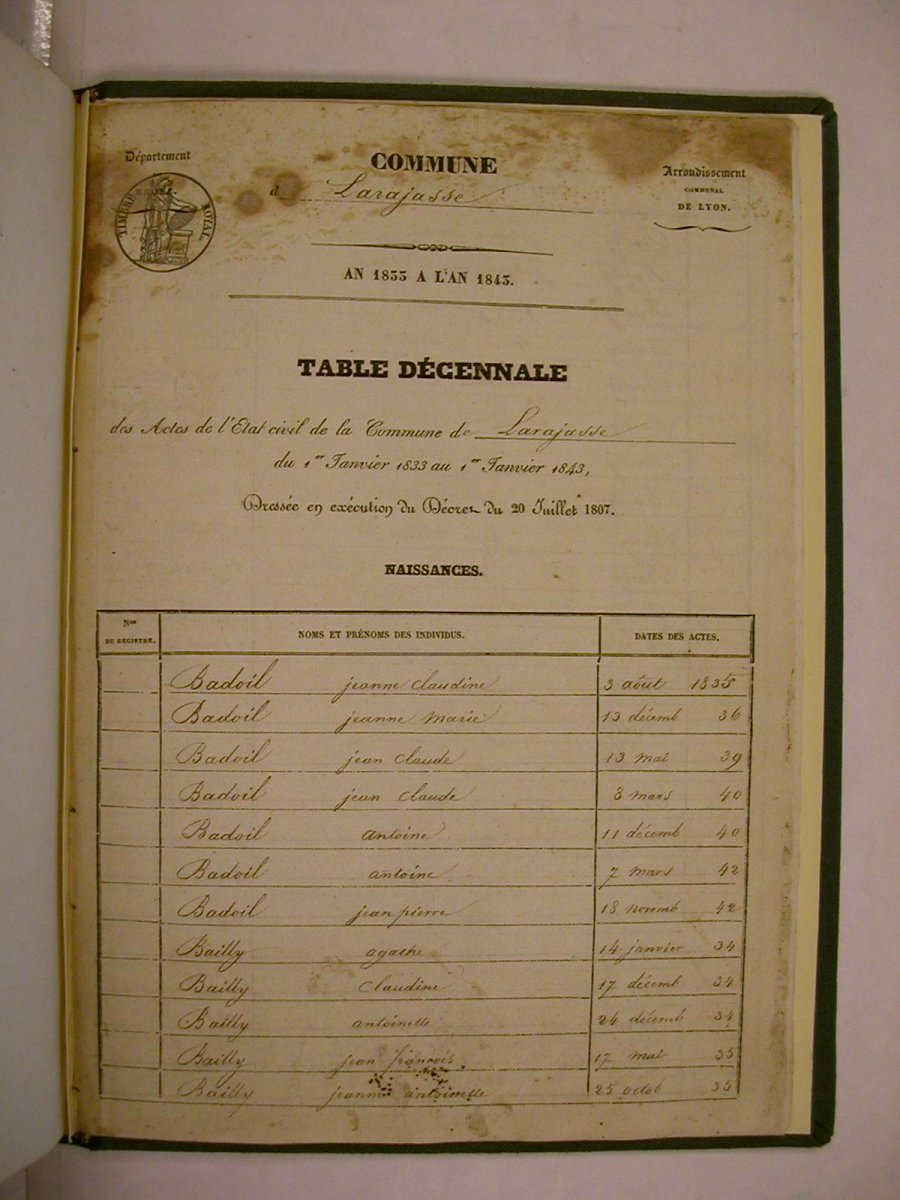 Département
COMMUNE
Arrondissement
COMMUNAL
DE LYON.
d Larajasse
TIMBRE ROYAL.
AN 1833 A L'AN 1843.
TABLE DÉCENNALE
des Actes de l'Etat civil de la Commune de Larajasse
du 1er Janvier 1833 au 1er Janvier 1843,
Dressée en exécution du Décret du 20 Juillet 1807.
NAISSANCES.
Nos DU REGISTRE. NOMS ET PRÉNOMS DES INDIVIDUS. DATES DES ACTES.
Badoil jeanne claudine 3 août 1835
Badoil jeanne marie 13 décemb 36
Badoil jean claude 13 mai 39
Badoil jean claude 8 mars 40
Badoil antoine 11 décemb 40
Badoil antoine 7 mars 42
Badoil jean pierre 18 novemb 42
Bailly agathe 14 janvier 34
Bailly claudine 17 décemb 34
Bailly antoinette 24 décemb 34
Bailly jean françois 17 mai 35
Bailly jeanne antoinette 25 octob 35